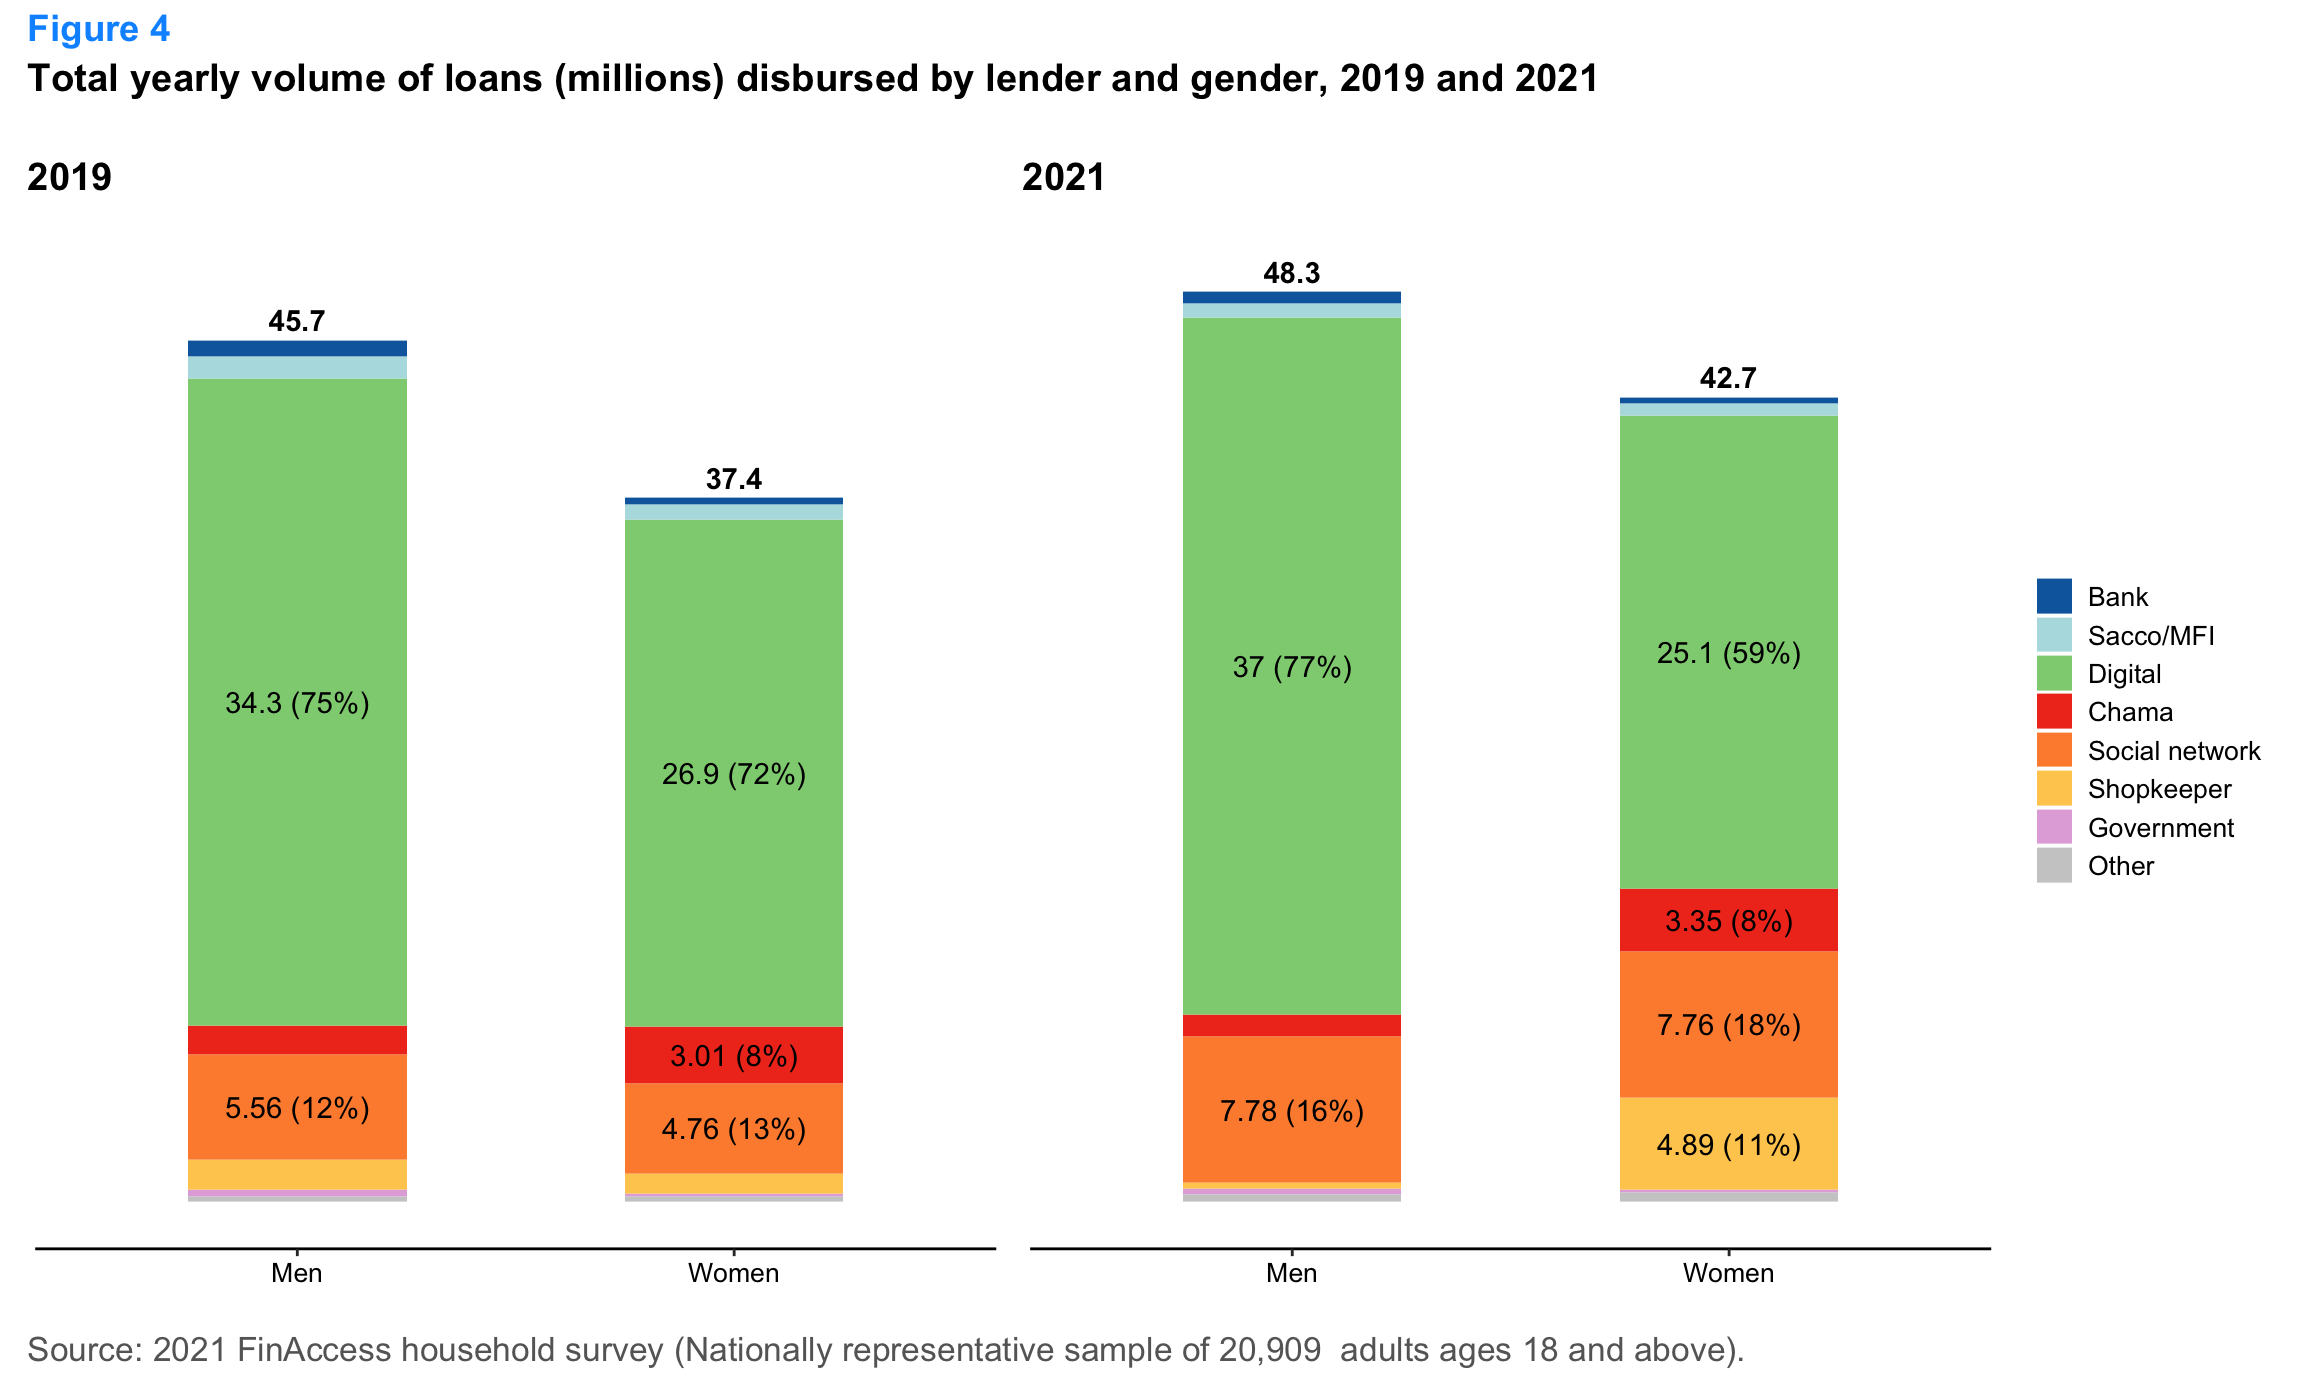 Figure 4
Total yearly volume of loans (millions) disbursed by lender and gender, 2019 and 2021
2019
45.7
34.3 (75%)
5.56 (12%)
Men
37.4
26.9 (72%)
3.01 (8%)
4.76 (13%)
Women
2021
48.3
37 (77%)
7.78 (16%)
Men
42.7
25.1 (59%)
3.35 (8%)
7.76 (18%)
4.89 (11%)
Women
Bank
Sacco/MFI
Digital
Chama
Social network
Shopkeeper
Government
Other
Source: 2021 FinAccess household survey (Nationally representative sample of 20,909 adults ages 18 and above).